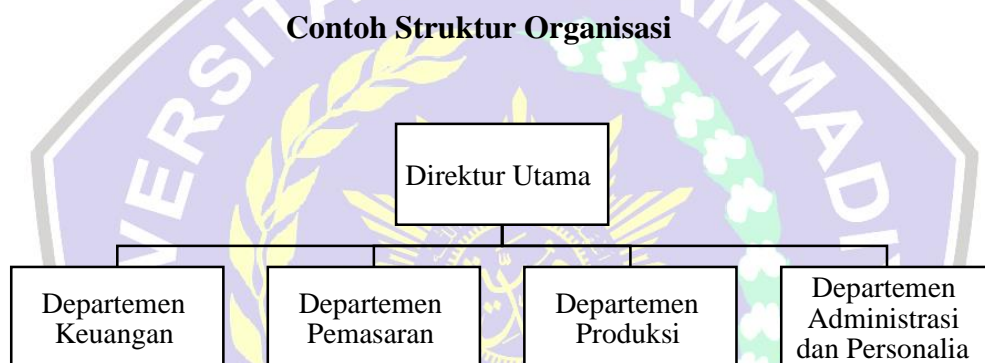 Contoh Struktur Organisasi
Direktur Utama
Departemen
Keuangan
Departemen
Pemasaran
Departemen
Produksi
Departemen
Administrasi
dan Personalia